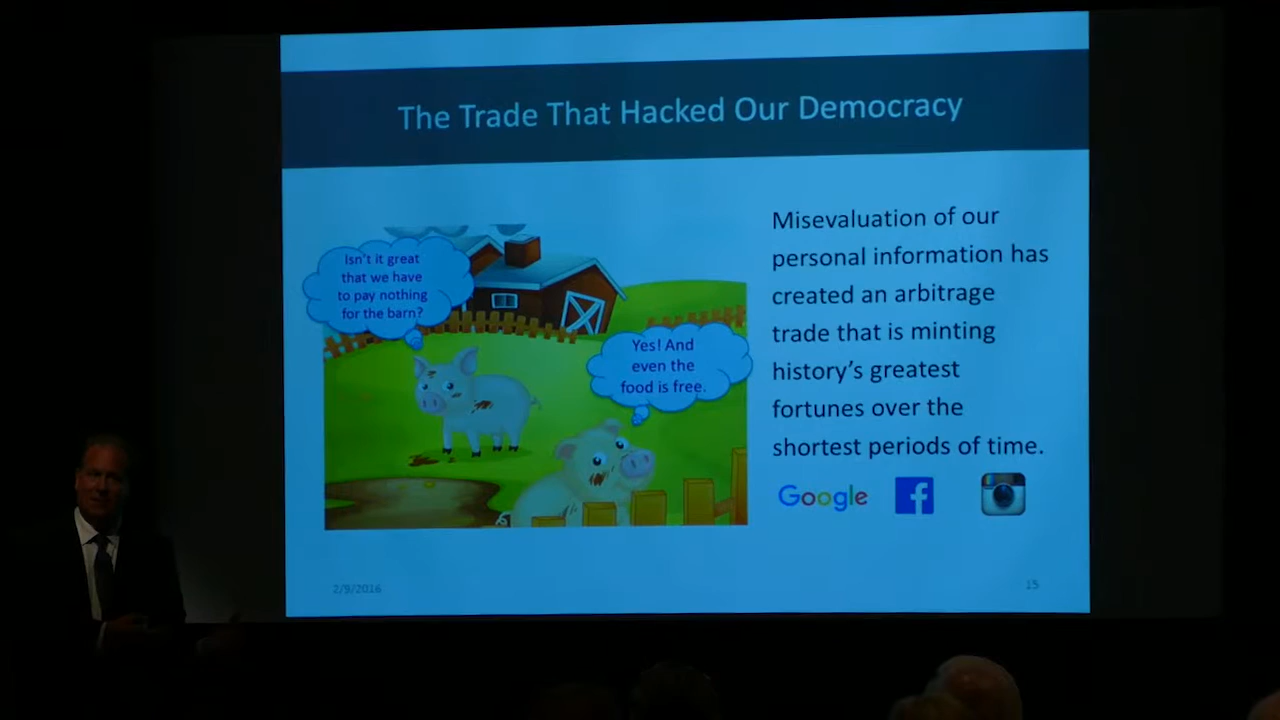 The Trade That Hacked Our Democracy
Isn't it great
that we have
to pay nothing
for the barn?
Yes! And
even the
food is free.
Misevaluation of our
personal information has
created an arbitrage
trade that is minting
history's greatest
fortunes over the
shortest periods of time.
Google
f
2/9/2016
15